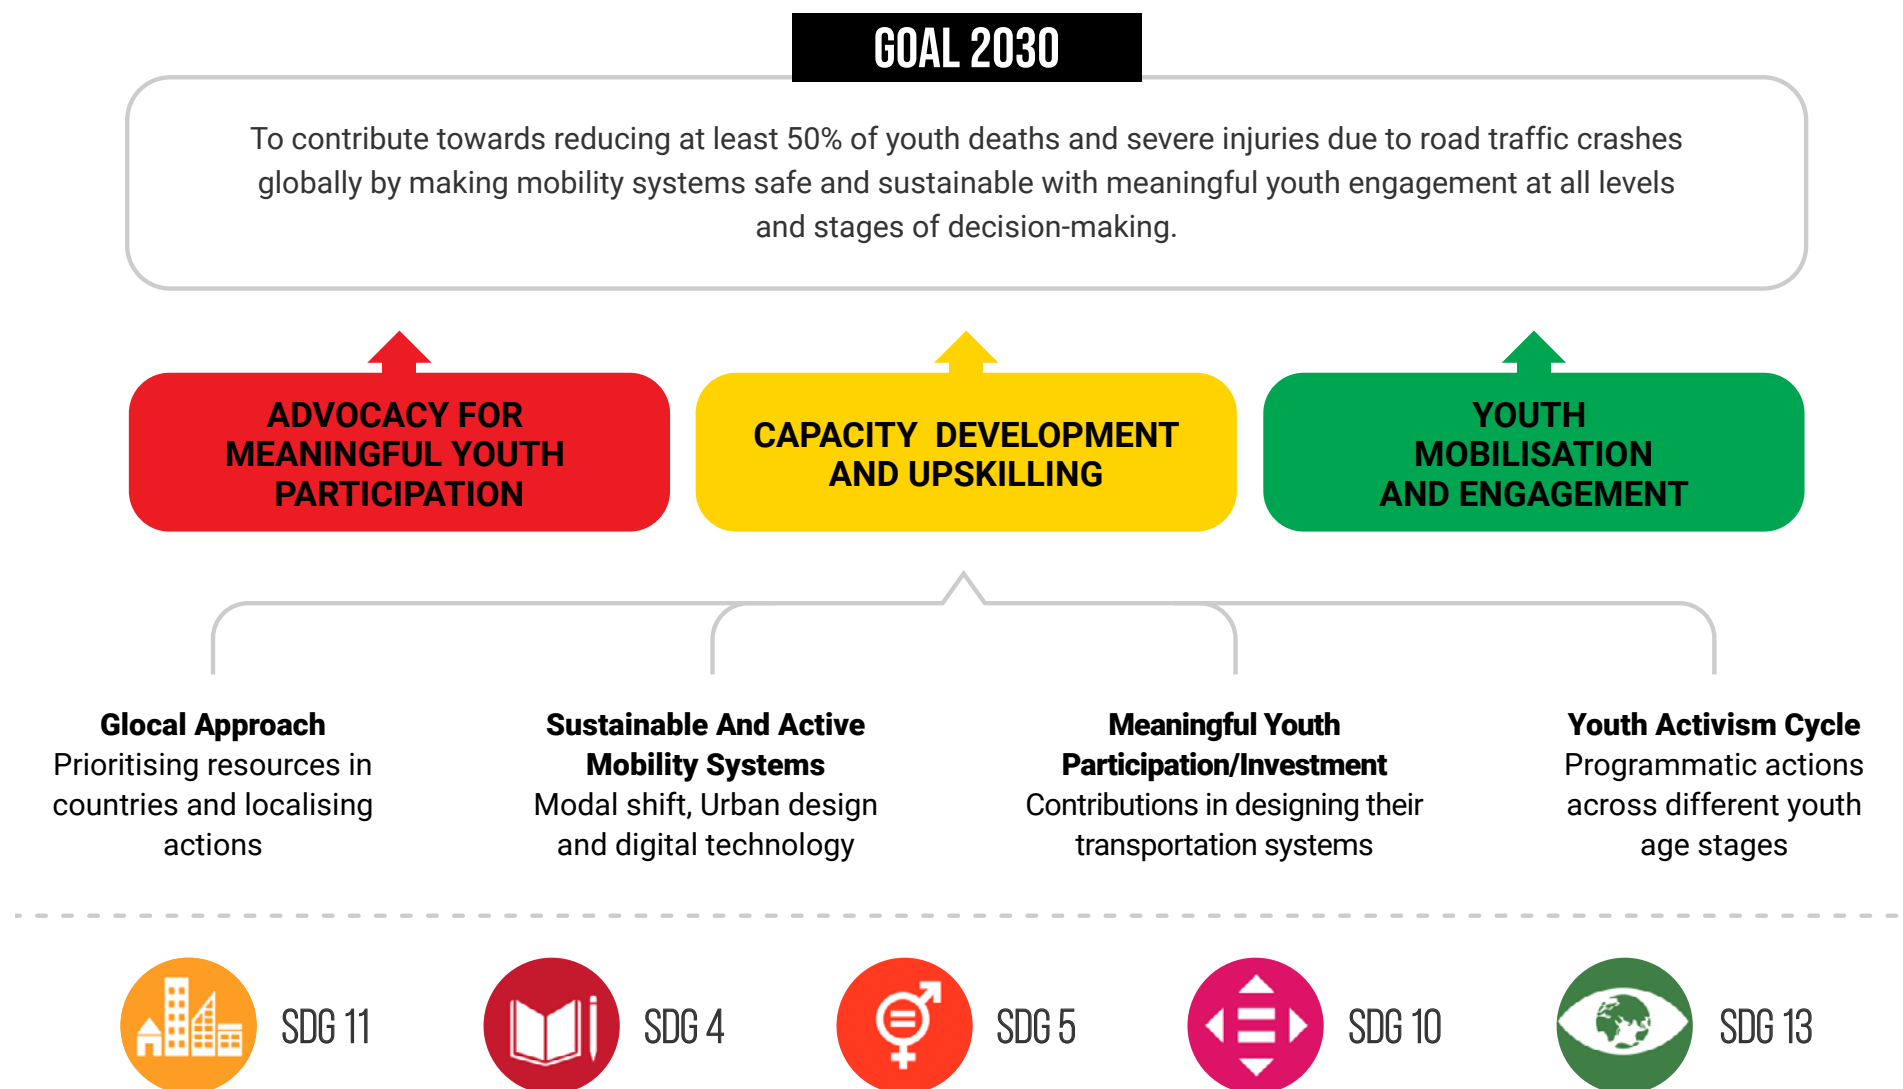 GOAL 2030
To contribute towards reducing at least 50% of youth deaths and severe injuries due to road traffic crashes
globally by making mobility systems safe and sustainable with meaningful youth engagement at all levels
and stages of decision-making.
ADVOCACY FOR
MEANINGFUL YOUTH
PARTICIPATION
CAPACITY DEVELOPMENT
AND UPSKILLING
YOUTH
MOBILISATION
AND ENGAGEMENT
Glocal Approach
Prioritising resources in
countries and localising
actions
Sustainable And Active
Mobility Systems
Modal shift, Urban design
and digital technology
Meaningful Youth
Participation/Investment
Contributions in designing their
transportation systems
Youth Activism Cycle
Programmatic actions
across different youth
age stages
SDG 11
SDG 4
SDG 5
SDG 10
SDG 13